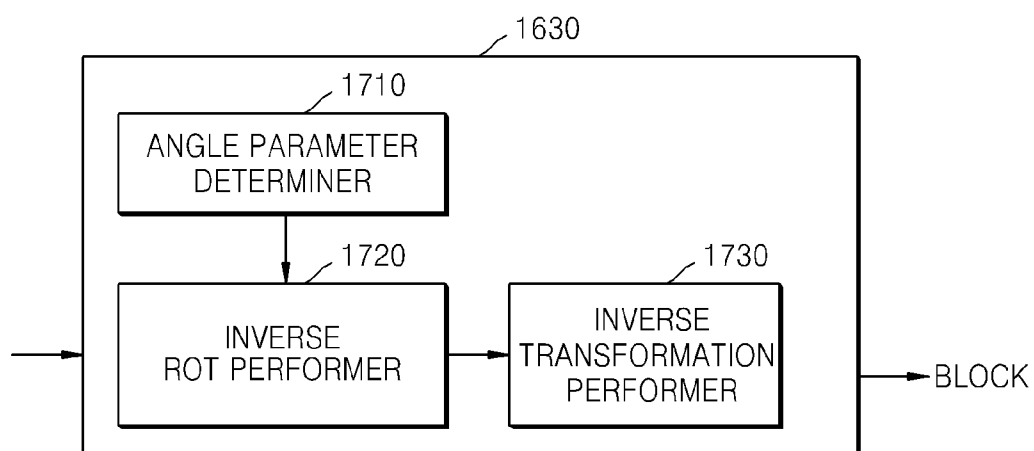 1630
1710
ANGLE PARAMETER
DETERMINER
1720
INVERSE
ROT PERFORMER
1730
INVERSE
TRANSFORMATION
PERFORMER
BLOCK